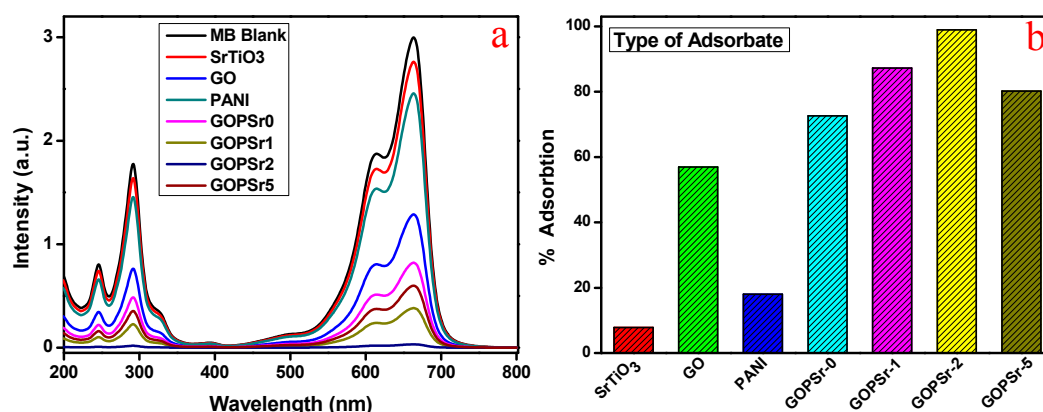 a
MB Blank
SrTiO3
GO
PANI
GOPSr0
GOPSr1
GOPSr2
GOPSr5
3
2
1
0
Intensity (a.u.)
200 300 400 500 600 700 800
Wavelength (nm)
b
Type of Adsorbate
100
80
60
40
20
0
% Adsorbtion
SrTiO₃
GO
PANI
GOPSr-0
GOPSr-1
GOPSr-2
GOPSr-5